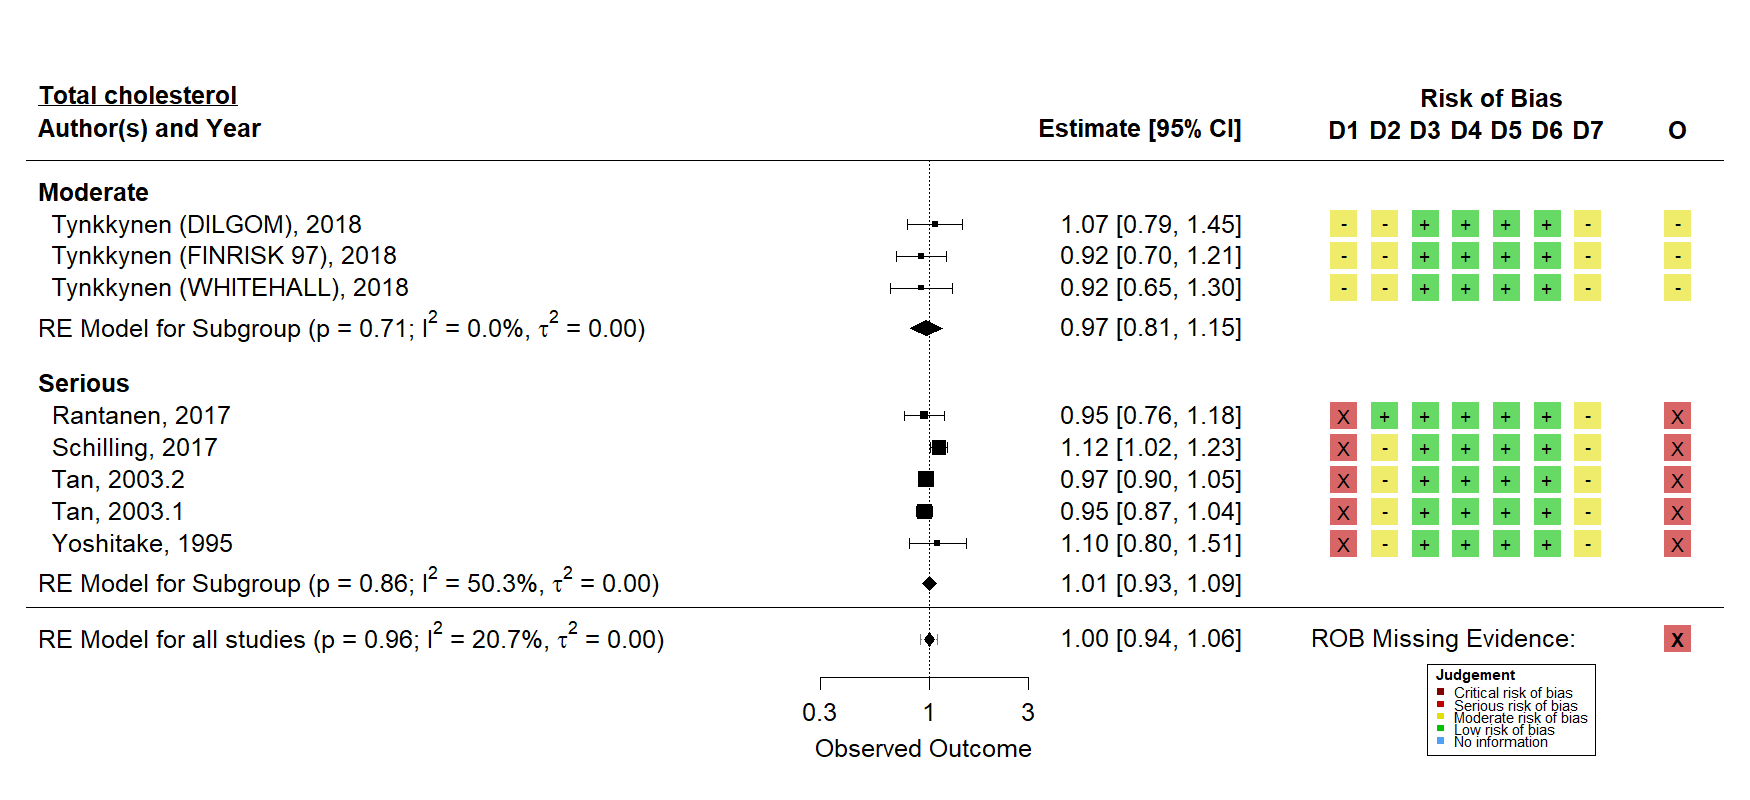 Total cholesterol
Risk of Bias
Author(s) and Year Estimate [95% CI] D1 D2 D3 D4 D5 D6 D7 O
Moderate
Tynkkynen (DILGOM), 2018 1.07 [0.79, 1.45] - - + + + + - -
Tynkkynen (FINRISK 97), 2018 0.92 [0.70, 1.21] - - + + + + - -
Tynkkynen (WHITEHALL), 2018 0.92 [0.65, 1.30] - - + + + + - -
RE Model for Subgroup (p = 0.71; I2 = 0.0%, τ2 = 0.00) 0.97 [0.81, 1.15]
Serious
Rantanen, 2017 0.95 [0.76, 1.18] X + + + + + - X
Schilling, 2017 1.12 [1.02, 1.23] X - + + + + - X
Tan, 2003.2 0.97 [0.90, 1.05] X - + + + + - X
Tan, 2003.1 0.95 [0.87, 1.04] X - + + + + - X
Yoshitake, 1995 1.10 [0.80, 1.51] X - + + + + - X
RE Model for Subgroup (p = 0.86; I2 = 50.3%, τ2 = 0.00) 1.01 [0.93, 1.09]
RE Model for all studies (p = 0.96; I2 = 20.7%, τ2 = 0.00) 1.00 [0.94, 1.06] ROB Missing Evidence: X
0.3 1 3
Observed Outcome
Judgement
Critical risk of bias
Serious risk of bias
Moderate risk of bias
Low risk of bias
No information